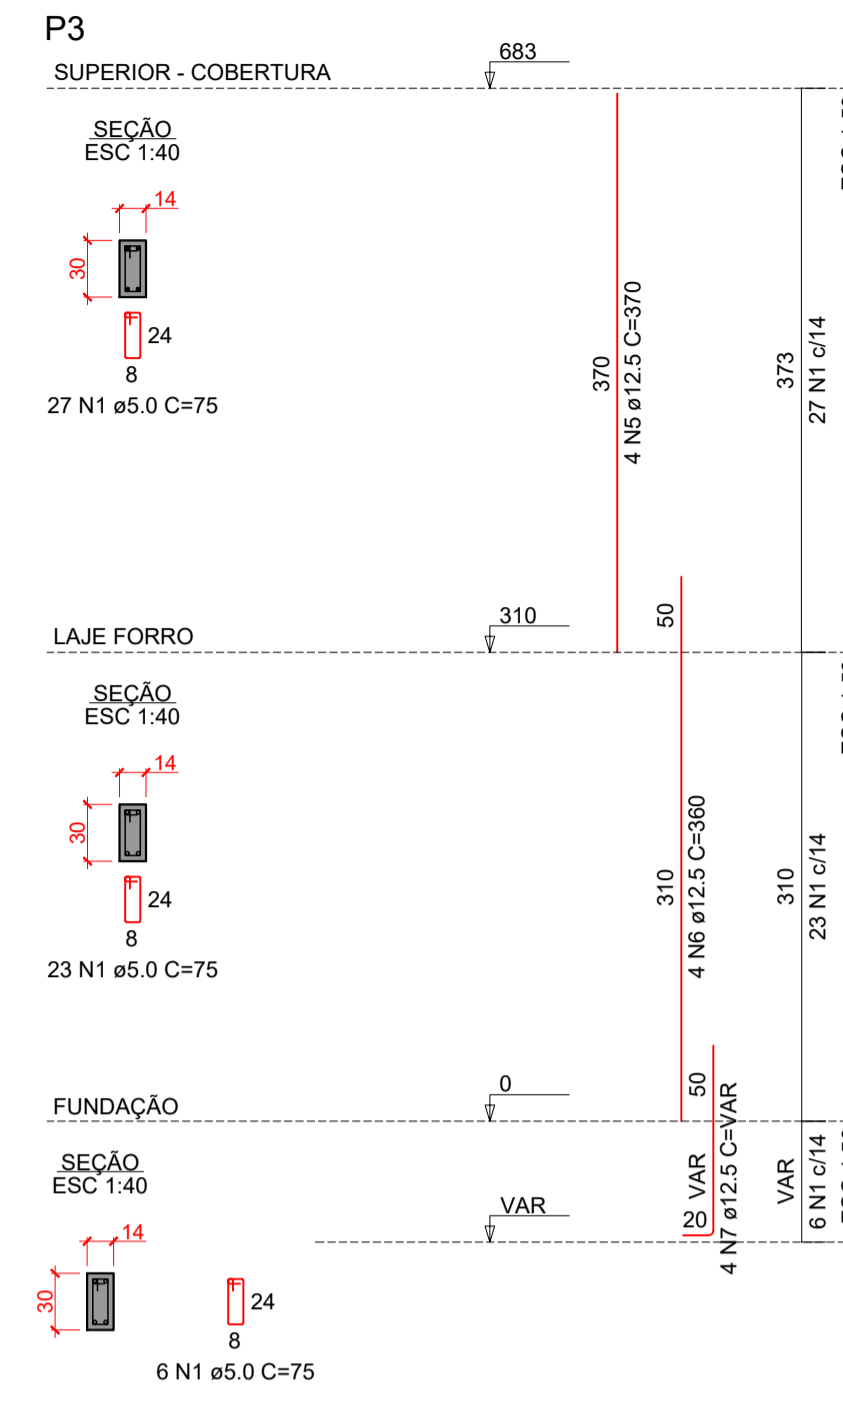 P3
SUPERIOR - COBERTURA
683
SEÇÃO
ESC 1:40
14
30
24
8
27 N1 ø5.0 C=75
370
4 N5 ø12.5 C=370
373
27 N1 c/14
LAJE FORRO
310
50
SEÇÃO
ESC 1:40
14
30
24
8
23 N1 ø5.0 C=75
310
4 N6 ø12.5 C=360
310
23 N1 c/14
FUNDAÇÃO
0
50
SEÇÃO
ESC 1:40
VAR
VAR
20
4 N7 ø12.5 C=VAR
VAR
6 N1 c/14
14
30
24
8
6 N1 ø5.0 C=75